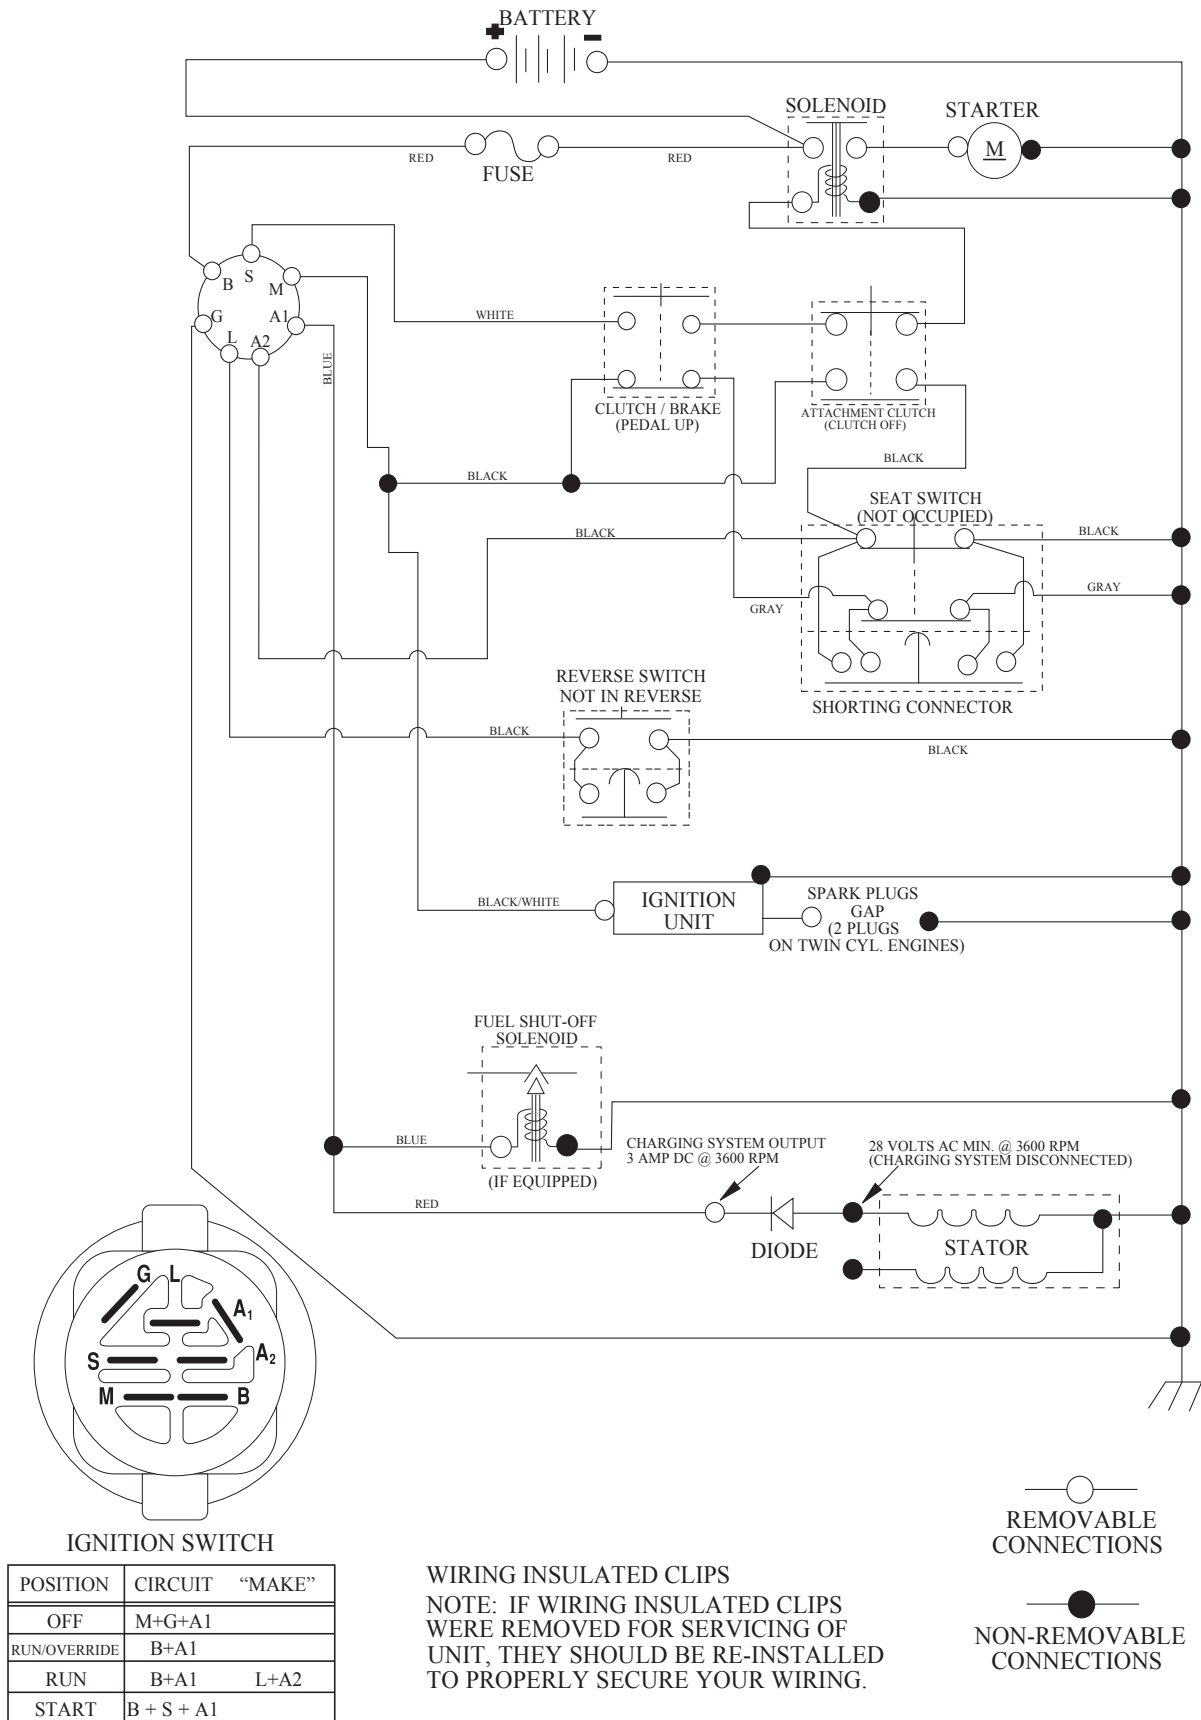 BATTERY
+
-
SOLENOID
STARTER
M
RED
FUSE
RED
B
S
M
G
A1
L
A2
BLUE
WHITE
CLUTCH / BRAKE
(PEDAL UP)
ATTACHMENT CLUTCH
(CLUTCH OFF)
BLACK
BLACK
SEAT SWITCH
(NOT OCCUPIED)
BLACK
BLACK
GRAY
GRAY
SHORTING CONNECTOR
REVERSE SWITCH
NOT IN REVERSE
BLACK
BLACK
BLACK/WHITE
IGNITION
UNIT
SPARK PLUGS
GAP
(2 PLUGS
ON TWIN CYL. ENGINES)
FUEL SHUT-OFF
SOLENOID
BLUE
(IF EQUIPPED)
CHARGING SYSTEM OUTPUT
3 AMP DC @ 3600 RPM
28 VOLTS AC MIN. @ 3600 RPM
(CHARGING SYSTEM DISCONNECTED)
RED
DIODE
STATOR
G L
A1
S
A2
M
B
IGNITION SWITCH
POSITION CIRCUIT “MAKE”
OFF M+G+A1
RUN/OVERRIDE B+A1
RUN B+A1 L+A2
START B + S + A1
WIRING INSULATED CLIPS
NOTE: IF WIRING INSULATED CLIPS
WERE REMOVED FOR SERVICING OF
UNIT, THEY SHOULD BE RE-INSTALLED
TO PROPERLY SECURE YOUR WIRING.
REMOVABLE
CONNECTIONS
NON-REMOVABLE
CONNECTIONS